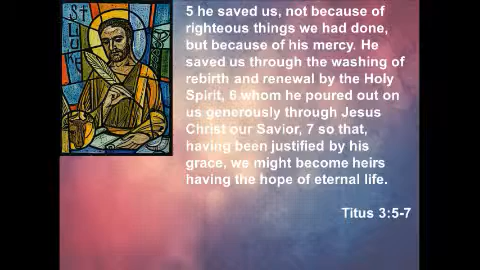 ST
LUKE
5 he saved us, not because of
righteous things we had done,
but because of his mercy. He
saved us through the washing of
rebirth and renewal by the Holy
Spirit, 6 whom he poured out on
us generously through Jesus
Christ our Savior, 7 so that,
having been justified by his
grace, we might become heirs
having the hope of eternal life.
Titus 3:5-7